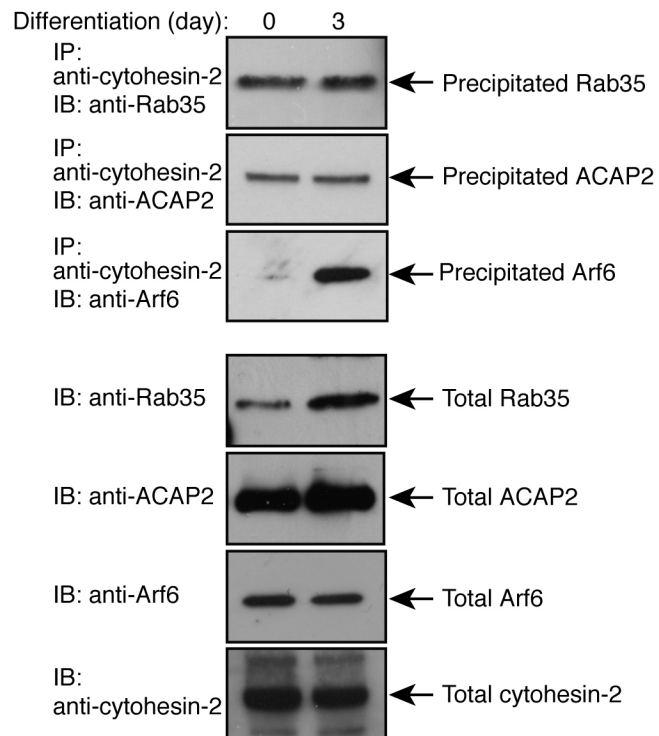 Differentiation (day): 0 3
IP:
anti-cytohesin-2
IB: anti-Rab35
Precipitated Rab35
IP:
anti-cytohesin-2
IB: anti-ACAP2
Precipitated ACAP2
IP:
anti-cytohesin-2
IB: anti-Arf6
Precipitated Arf6
IB: anti-Rab35
Total Rab35
IB: anti-ACAP2
Total ACAP2
IB: anti-Arf6
Total Arf6
IB:
anti-cytohesin-2
Total cytohesin-2